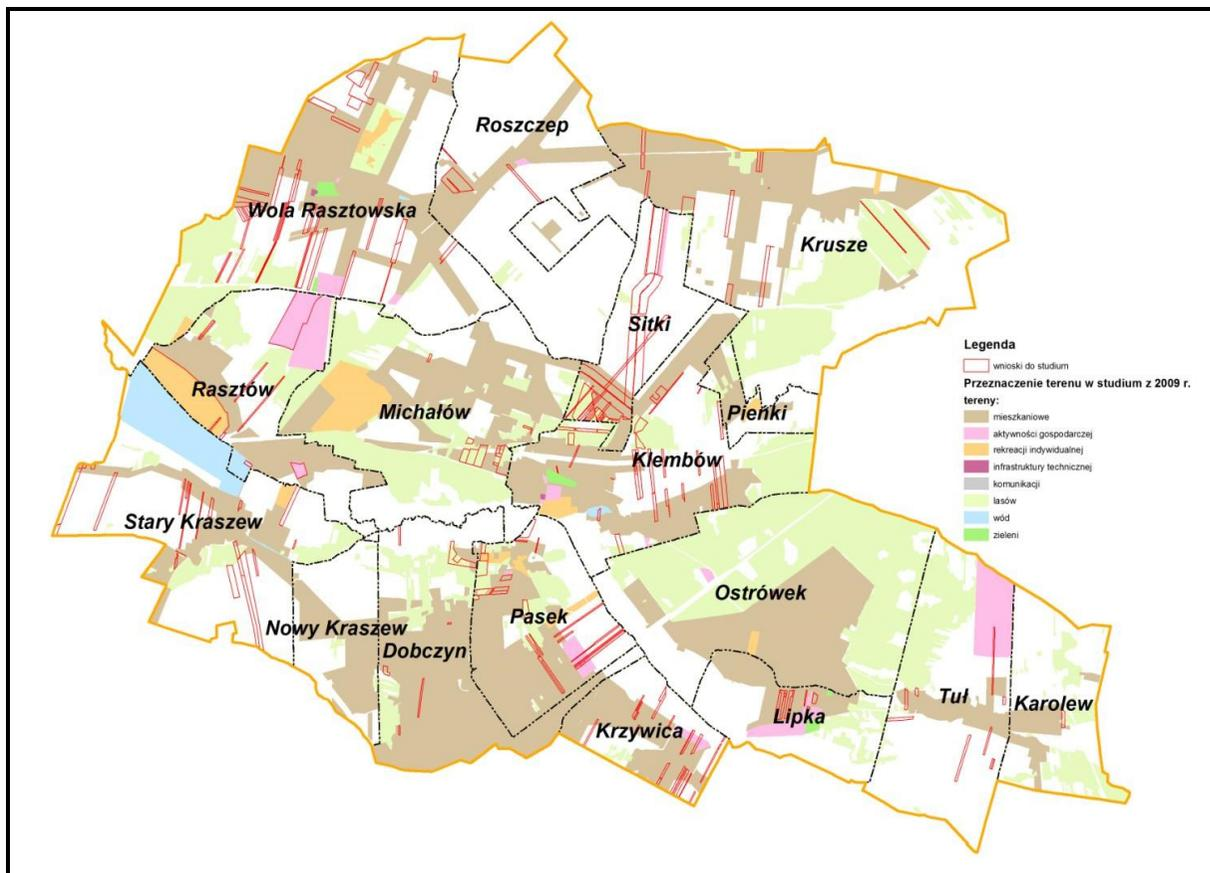 Roszczep
Wola Rasztowska
Krusze
Sitki
Rasztów
Michałów
Pieńki
Klembów
Stary Kraszew
Ostrówek
Nowy Kraszew
Pasek
Dobczyn
Tuł
Karolew
Lipka
Krzywica
Legenda
wnioski do studium
Przeznaczenie terenu w studium z 2009 r.
tereny:
mieszkaniowe
aktywności gospodarczej
rekreacji indywidualnej
infrastruktury technicznej
komunikacji
lasów
wód
zieleni